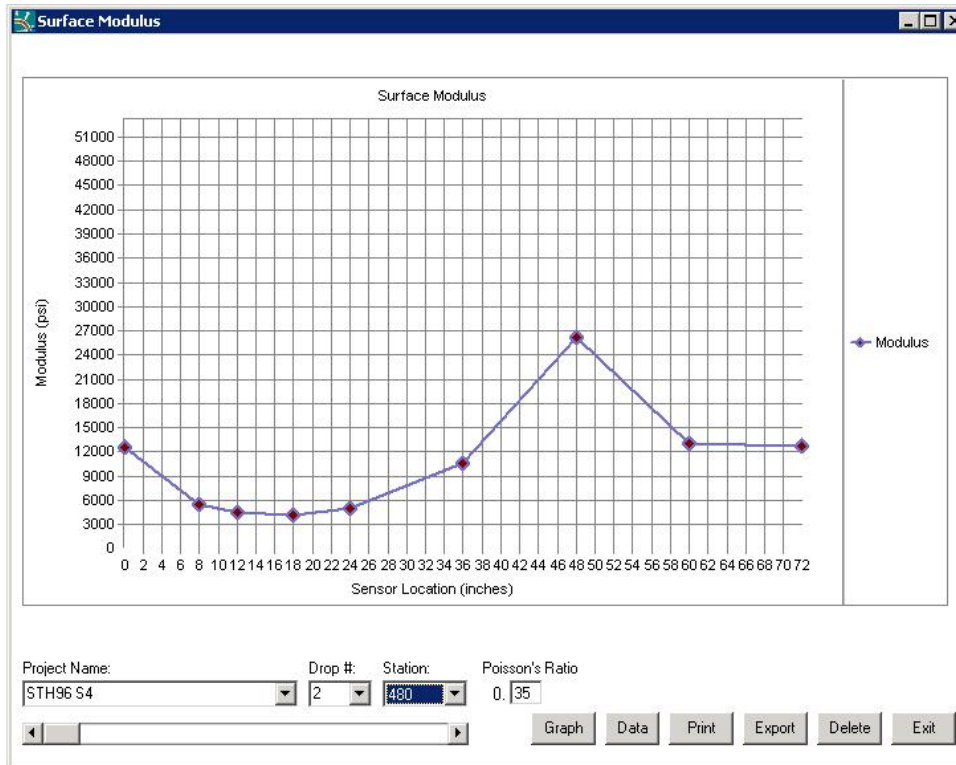 Surface Modulus
Surface Modulus
51000
48000
45000
42000
39000
36000
33000
30000
27000
24000
21000
18000
15000
12000
9000
6000
3000
0
Modulus (psi)
Modulus
0 2 4 6 8 10 12 14 16 18 20 22 24 26 28 30 32 34 36 38 40 42 44 46 48 50 52 54 56 58 60 62 64 66 68 70 72
Sensor Location (inches)
Project Name: Drop #: Station: Poisson's Ratio
STH96 S4 2 480 0. 35
Graph Data Print Export Delete Exit